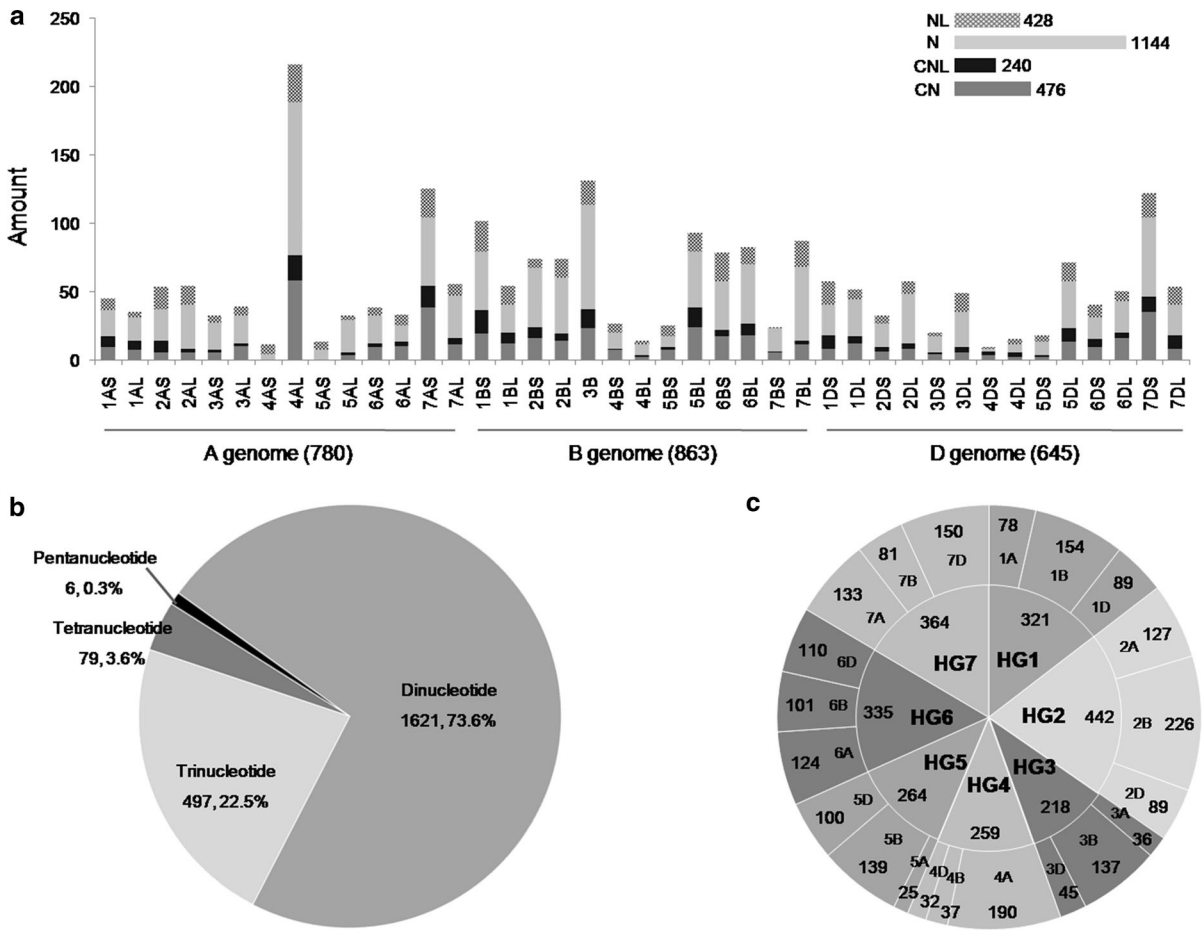 a
250
200
150
100
50
0
Amount
NL 428
N 1144
CNL 240
CN 476
1AS 1AL 2AS 2AL 3AS 3AL 4AS 4AL 5AS 5AL 6AS 6AL 7AS 7AL 1BS 1BL 2BS 2BL 3B 4BS 4BL 5BS 5BL 6BS 6BL 7BS 7BL 1DS 1DL 2DS 2DL 3DS 3DL 4DS 4DL 5DS 5DL 6DS 6DL 7DS 7DL
A genome (780) B genome (863) D genome (645)
b
Pentanucleotide
6, 0.3%
Tetranucleotide
79, 3.6%
Trinucleotide
497, 22.5%
Dinucleotide
1621, 73.6%
c
HG1
321
78
1A
154
1B
89
1D
HG2
442
2A
127
2B
226
2D
89
HG3
218
3A
36
3B
137
3D
45
HG4
259
4A
190
4B
37
4D
32
HG5
264
5A
25
5B
139
5D
100
HG6
335
6A
124
6B
101
6D
110
HG7
364
7A
133
7B
81
7D
150